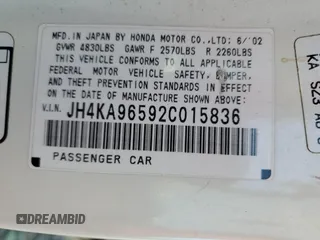 MFD. IN JAPAN BY HONDA MOTOR CO.,LTD. 6/'02
GVWR 4830LBS GAWR F 2570LBS R 2260LBS
THIS VEHICLE CONFORMS TO ALL APPLICABLE
FEDERAL MOTOR VEHICLE SAFETY, BUMPER,
AND THEFT PREVENTION STANDARDS IN
EFFECT ON THE DATE OF MANUFACTURE
SHOWN ABOVE.
V.I.N. JH4KA96592C015836
PASSENGER CAR
KA 523
DREAMBID